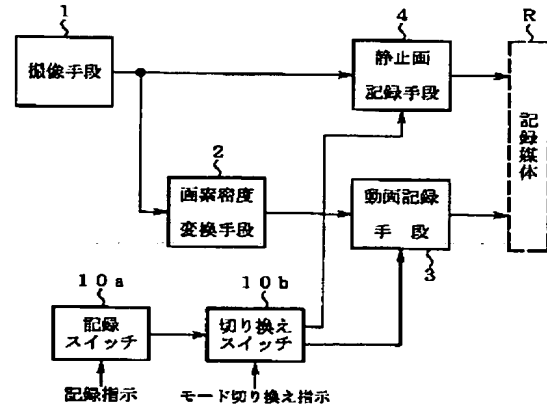 1
撮像手段
4
静止画
記録手段
R
記録媒体
2
画素密度
変換手段
動画記録
手 段
3
10a
記録
スイッチ
10b
切り換え
スイッチ
記録指示
モード切り換え指示